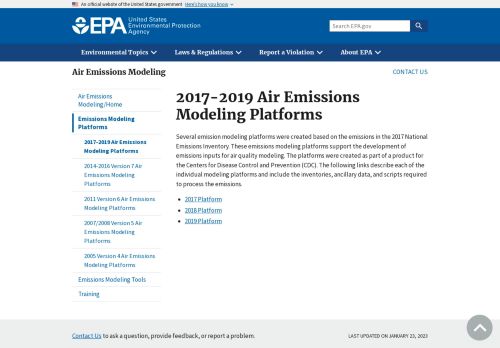 An official website of the United States government Here's how you know
EPA United States
Environmental Protection
Agency
Search EPA.gov
Environmental Topics Laws & Regulations Report a Violation About EPA
Air Emissions Modeling
CONTACT US
Air Emissions
Modeling/Home
Emissions Modeling
Platforms
2017-2019 Air Emissions
Modeling Platforms
2014-2016 Version 7 Air
Emissions Modeling
Platforms
2011 Version 6 Air Emissions
Modeling Platforms
2007/2008 Version 5 Air
Emissions Modeling
Platforms
2005 Version 4 Air Emissions
Modeling Platforms
Emissions Modeling Tools
Training
2017-2019 Air Emissions
Modeling Platforms
Several emission modeling platforms were created based on the emissions in the 2017 National
Emissions Inventory. These emissions modeling platforms support the development of
emissions inputs for air quality modeling. The platforms were created as part of a product for
the Centers for Disease Control and Prevention (CDC). The following links describe each of the
individual modeling platforms and include the inventories, ancillary data, and scripts required
to process the emissions.
2017 Platform
2018 Platform
2019 Platform
Contact Us to ask a question, provide feedback, or report a problem.
LAST UPDATED ON JANUARY 23, 2023